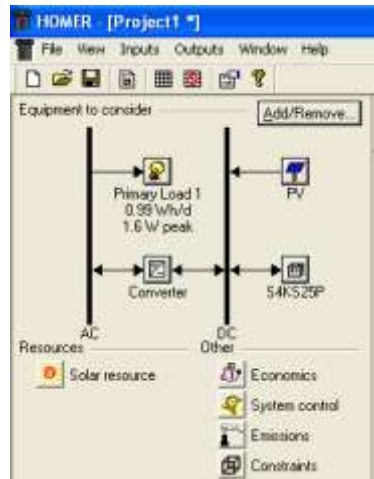 HOMER - [Project1 *]
File View Inputs Outputs Window Help
Equipment to consider Add/Remove...
Primary Load 1
0.99 Wh/d
1.6 W peak
PV
Converter
S4KS25P
AC DC
Resources Other
Solar resource Economics
System control
Emissions
Constraints